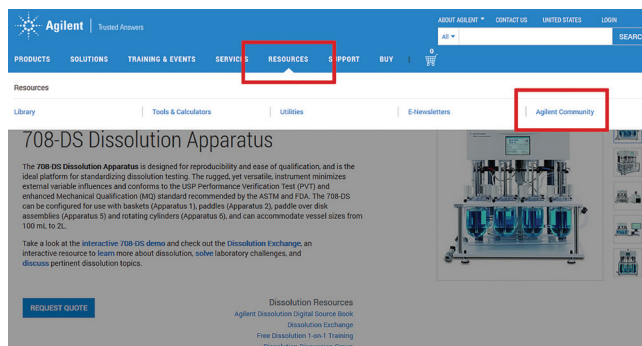 Agilent | Trusted Answers
ABOUT AGILENT CONTACT US UNITED STATES LOGIN
All
SEARC
PRODUCTS SOLUTIONS TRAINING & EVENTS SERVICES RESOURCES SUPPORT BUY 0
Resources
Library Tools & Calculators Utilities E-Newsletters Agilent Community
708-DS Dissolution Apparatus
The 708-DS Dissolution Apparatus is designed for reproducibility and ease of qualification, and is the
ideal platform for standardizing dissolution testing. The rugged, yet versatile, instrument minimizes
external variable influences and conforms to the USP Performance Verification Test (PVT) and
enhanced Mechanical Qualification (MQ) standard recommended by the ASTM and FDA. The 708-DS
can be configured for use with baskets (Apparatus 1), paddles (Apparatus 2), paddle over disk
assemblies (Apparatus 5) and rotating cylinders (Apparatus 6), and can accommodate vessel sizes from
100 mL to 2L.
Take a look at the interactive 708-DS demo and check out the Dissolution Exchange, an
interactive resource to learn more about dissolution, solve laboratory challenges, and
discuss pertinent dissolution topics.
REQUEST QUOTE
Dissolution Resources
Agilent Dissolution Digital Source Book
Dissolution Exchange
Free Dissolution 1-on-1 Training
Dissolution Discussion Group